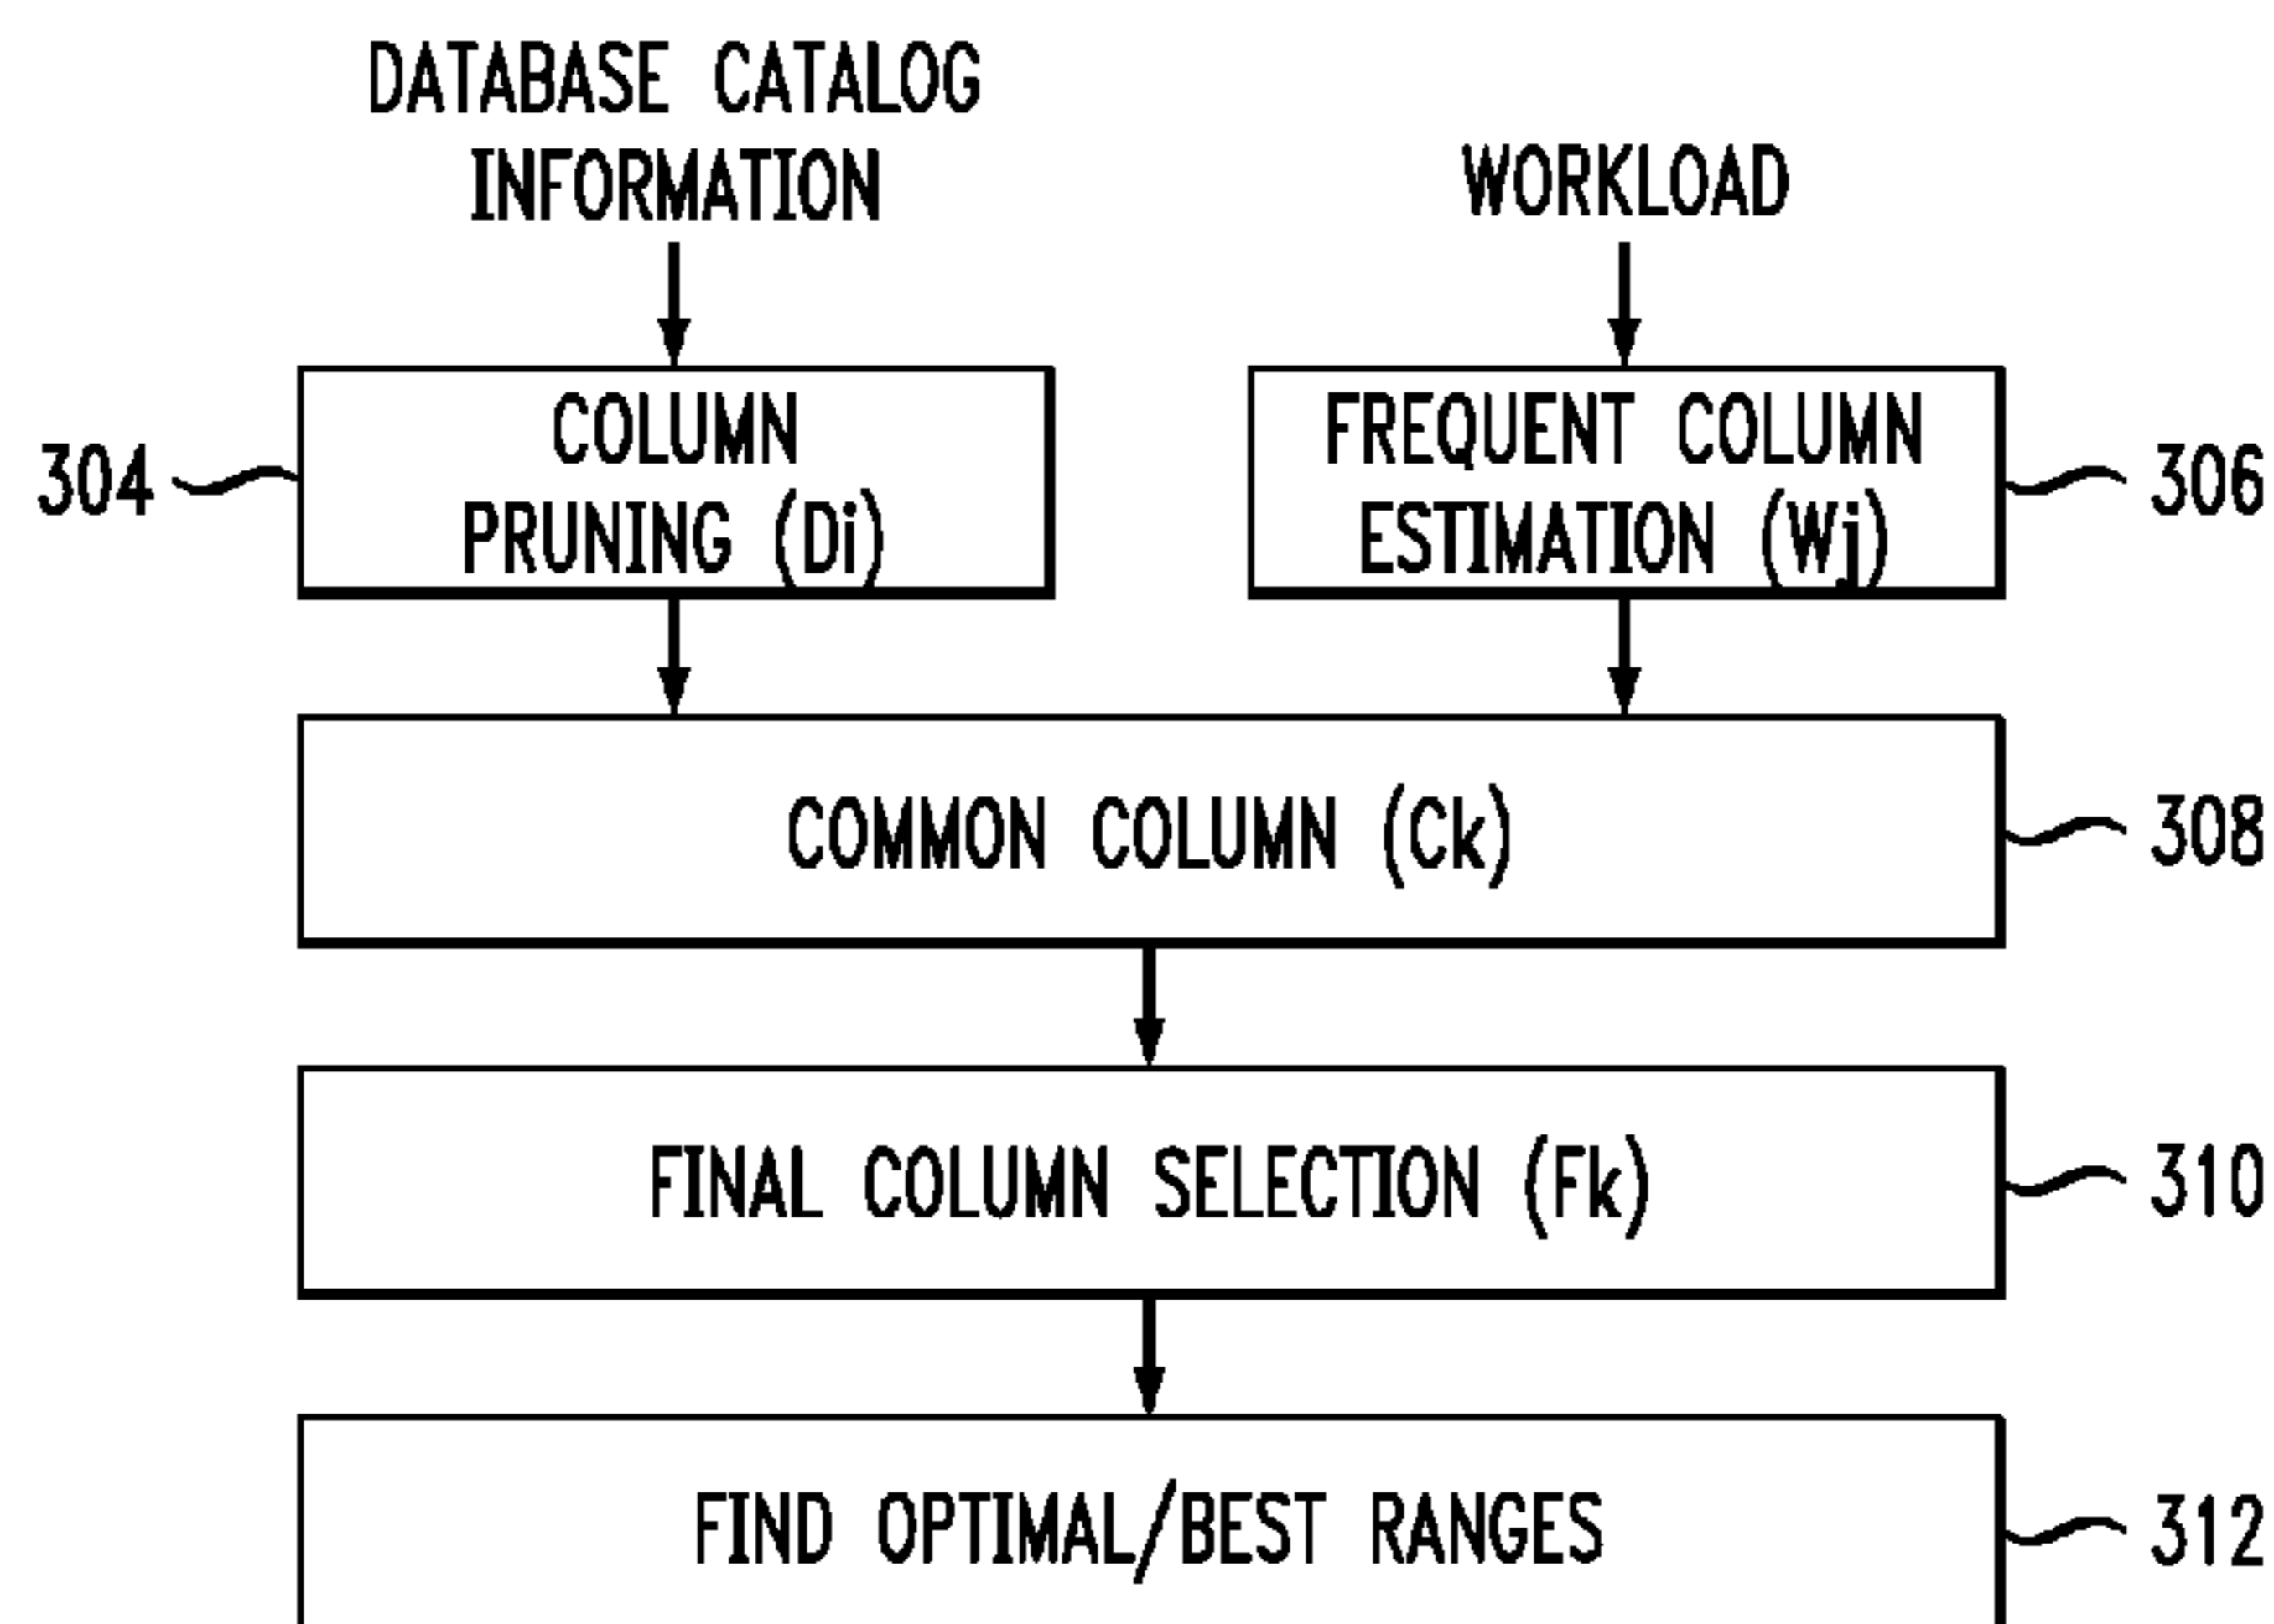 DATABASE CATALOG
INFORMATION
WORKLOAD
COLUMN
PRUNING (Di)
304
FREQUENT COLUMN
ESTIMATION (Wj)
306
COMMON COLUMN (Ck)
308
FINAL COLUMN SELECTION (Fk)
310
FIND OPTIMAL/BEST RANGES
312